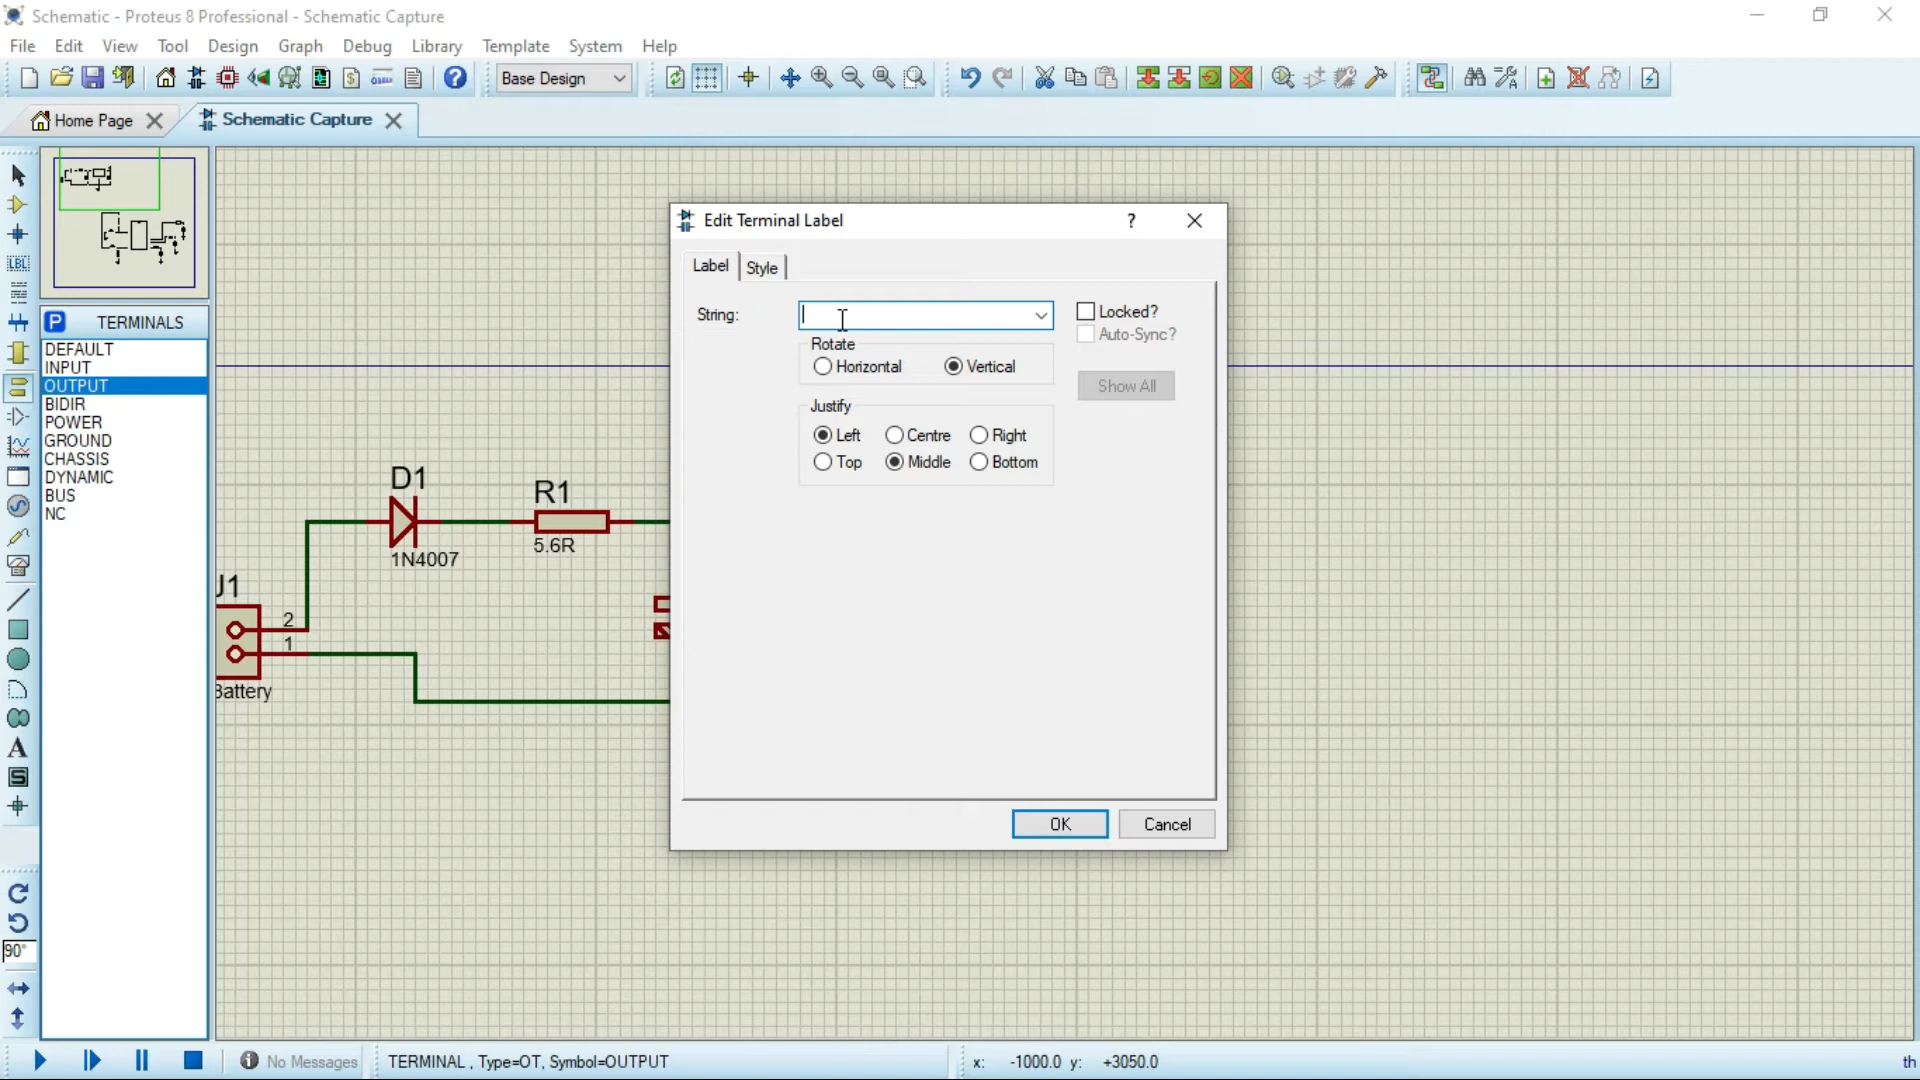 Schematic - Proteus 8 Professional - Schematic Capture
File Edit View Tool Design Graph Debug Library Template System Help
Base Design
Home Page
Schematic Capture
P TERMINALS
DEFAULT
INPUT
OUTPUT
BIDIR
POWER
GROUND
CHASSIS
DYNAMIC
BUS
NC
LBL
A
S
90°
Edit Terminal Label
?
Label
Style
String:
Locked?
Auto-Sync?
Rotate
Horizontal
Vertical
Show All
Justify
Left
Centre
Right
Top
Middle
Bottom
OK
Cancel
D1
1N4007
R1
5.6R
J1
2
1
Battery
No Messages
TERMINAL , Type=OT, Symbol=OUTPUT
x: -1000.0 y: +3050.0
th